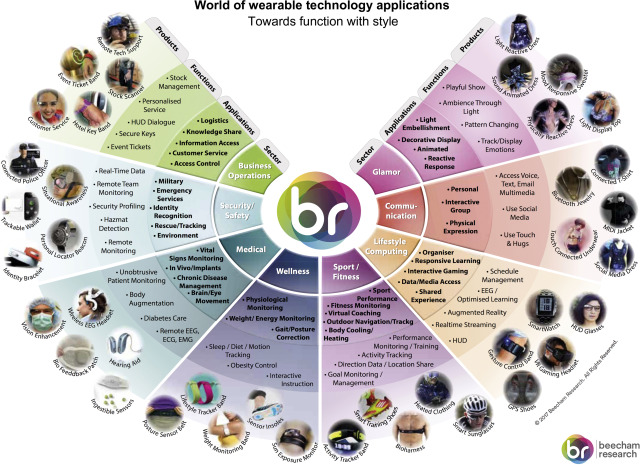 World of wearable technology applications
Towards function with style
Products
Functions
Applications
Sector
Remote Tech Support
Event Ticket Band
Stock Scanner
Customer Service
Hotel Key Band
• Stock
Management
• Personalised
Service
• HUD Dialogue
• Secure Keys
• Event Tickets
• Logistics
• Knowledge Share
• Information Access
• Customer Service
• Access Control
Business
Operations
Connected Police Officer
Situational Awareness
Trackable Wallet
Personal Locator Beacon
Identity Bracelet
• Real-Time Data
• Remote Team
Monitoring
• Security Profiling
• Hazmat
Detection
• Remote
Monitoring
• Military
• Emergency
Services
• Identity
Recognition
• Rescue/Tracking
• Environment
Security/
Safety
Vision Enhancement
Wireless EEG Headset
Bio Feedback Patch
Hearing Aid
Ingestible Sensors
• Unobtrusive
Patient Monitoring
• Body
Augmentation
• Diabetes Care
• Remote EEG,
ECG, EMG
• Vital
Signs Monitoring
• In Vivo/Implants
• Chronic Disease
Management
• Brain/Eye
Movement
Medical
Posture Sensor Belt
Lifestyle Tracker Band
Weight Monitoring Band
Sensor Insoles
Sun Exposure Monitor
• Sleep / Diet / Motion
Tracking
• Obesity Control
• Interactive
Instruction
• Physiological
Monitoring
• Weight/ Energy Monitoring
• Gait/Posture
Correction
Wellness
Activity Tracker Band
Smart Training Shoes
Bioharness
Heated Clothing
Smart Sunglasses
• Performance
Monitoring / Training
• Activity Tracking
• Direction Data / Location Share
• Goal Monitoring /
Management
• Sport
Performance
• Fitness Monitoring
• Virtual Coaching
• Outdoor Navigation/Trackg
• Body Cooling/
Heating
Sport /
Fitness
SmartWatch
HUD Glasses
Gesture Control Band
VR Gaming Headset
GPS Shoes
• Schedule
Management
• EEG /
Optimised Learning
• Augmented Reality
• Realtime Streaming
• HUD
• Organiser
• Responsive Learning
• Interactive Gaming
• Data/Media Access
• Shared
Experience
Lifestyle
Computing
Connected T-Shirt
Bluetooth Jewelry
MIDI Jacket
Touch Connected Underwear
Social Media Dress
• Access Voice,
Text, Email
Multimedia
• Use Social
Media
• Use Touch
& Hugs
• Personal
• Interactive
Group
• Physical
Expression
Commu-
nication
Light Reactive Dress
Sound Animated Dress
Mood Responsive Sweater
Physically Reactive Dress
Light Display Top
• Playful Show
• Ambience Through
Light
• Pattern Changing
• Track/Display
Emotions
• Light
Embellishment
• Decorative Display
• Animated
• Reactive
Response
Glamor
Sector
Applications
Functions
Products
br
© 2017 Beecham Research. All Rights Reserved.
br
beecham
research